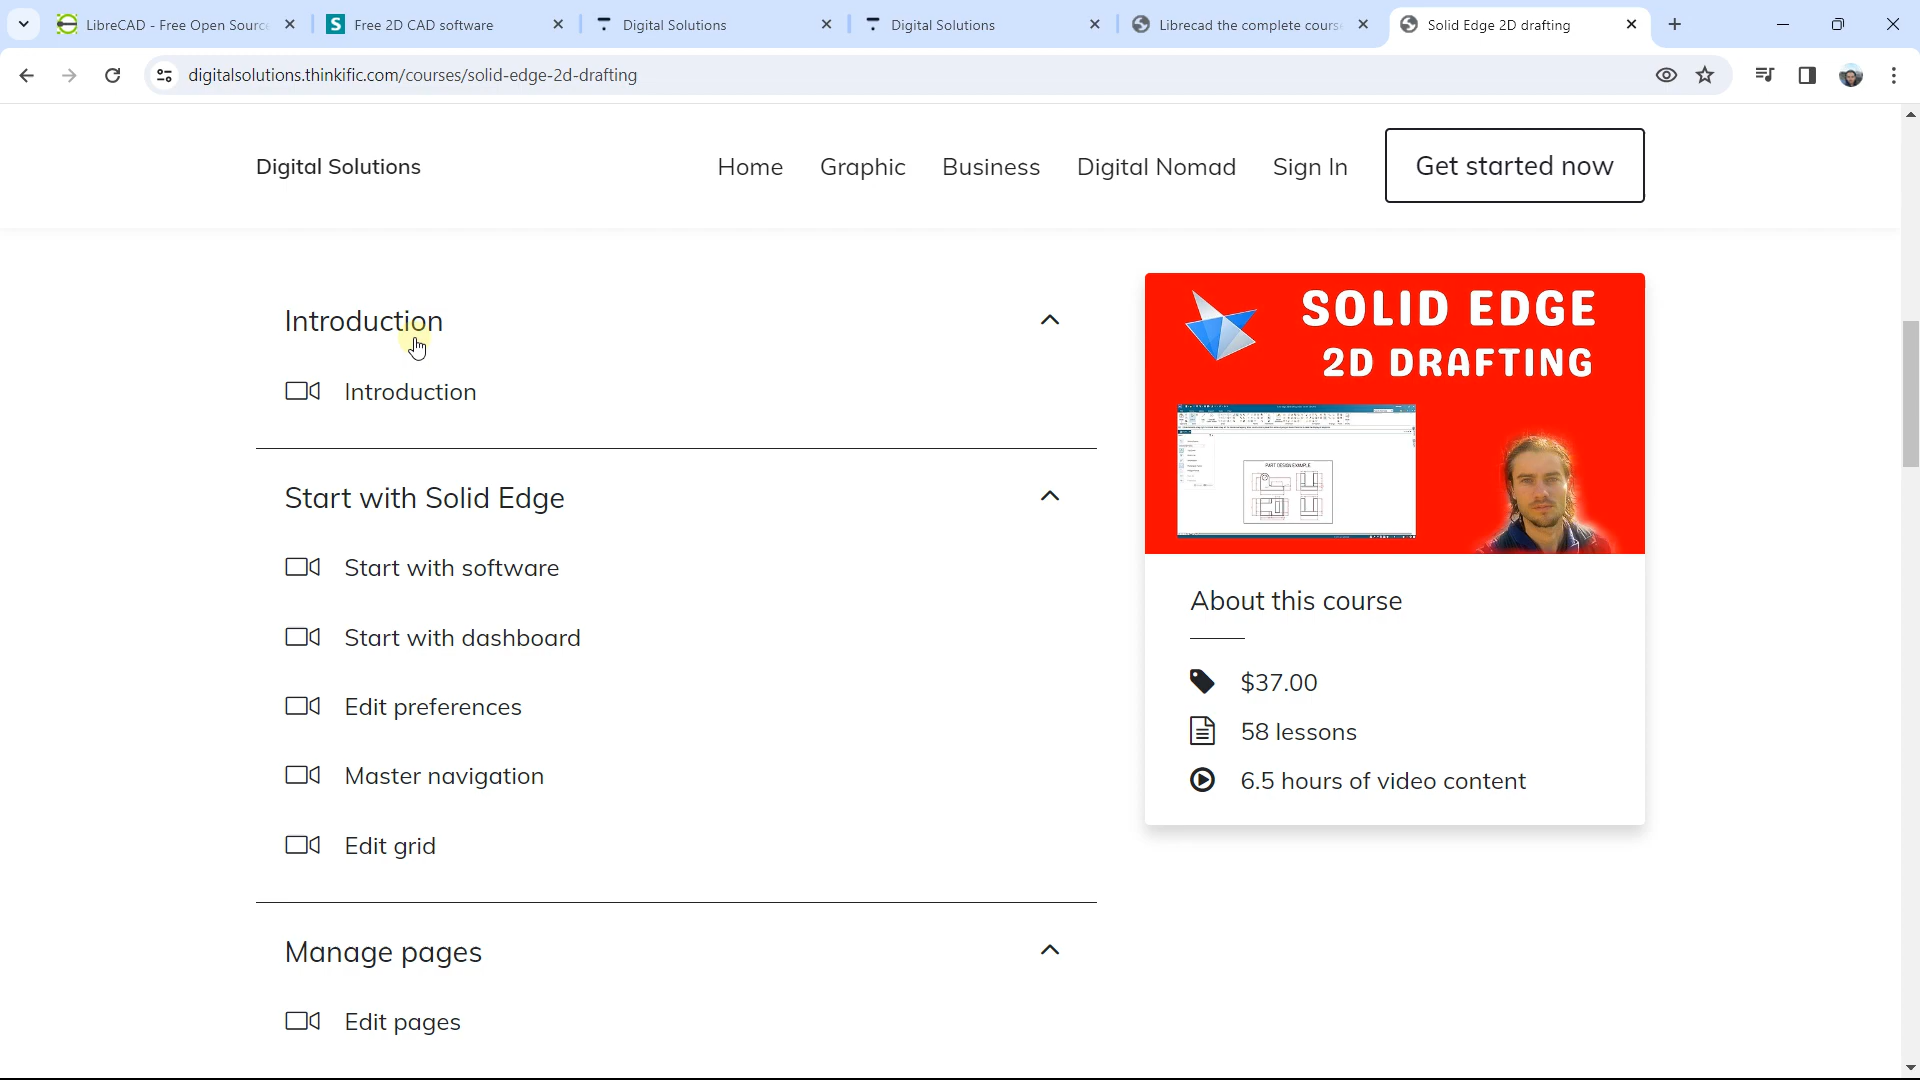 LibreCAD - Free Open Source
Free 2D CAD software
Digital Solutions
Digital Solutions
Librecad the complete cours
Solid Edge 2D drafting
digitalsolutions.thinkific.com/courses/solid-edge-2d-drafting
Digital Solutions
Home
Graphic
Business
Digital Nomad
Sign In
Get started now
Introduction
Introduction
Start with Solid Edge
Start with software
Start with dashboard
Edit preferences
Master navigation
Edit grid
Manage pages
Edit pages
SOLID EDGE
2D DRAFTING
PART DESIGN EXAMPLE
About this course
$37.00
58 lessons
6.5 hours of video content